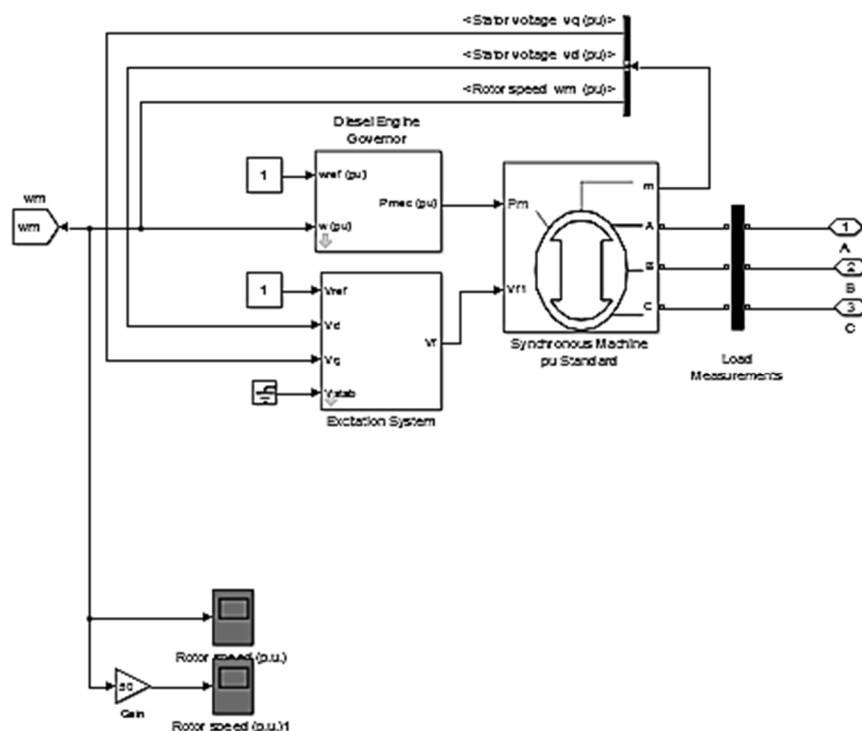 <Stator voltage vq (pu)>
<Stator voltage vd (pu)>
<Rotor speed wm (pu)>
Diesel Engine
Governor
1
wref (pu)
Pmec (pu)
w (pu)
wm
wm
Pm
m
A
B
C
Vf1
1
Vref
Vd
Vq
Vstab
Vf
Excitation System
Synchronous Machine
pu Standard
Load
Measurements
1
A
2
B
3
C
Rotor speed (p.u.)
50
Gain
Rotor speed (p.u.)1